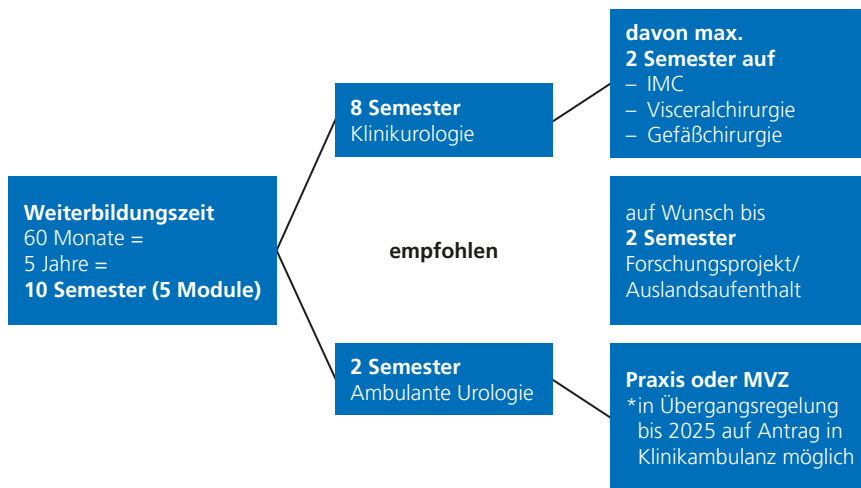 Weiterbildungszeit
60 Monate =
5 Jahre =
10 Semester (5 Module)
8 Semester
Klinikurologie
empfohlen
2 Semester
Ambulante Urologie
davon max.
2 Semester auf
– IMC
– Visceralchirurgie
– Gefäßchirurgie
auf Wunsch bis
2 Semester
Forschungsprojekt/
Auslandsaufenthalt
Praxis oder MVZ
*in Übergangsregelung
bis 2025 auf Antrag in
Klinikambulanz möglich